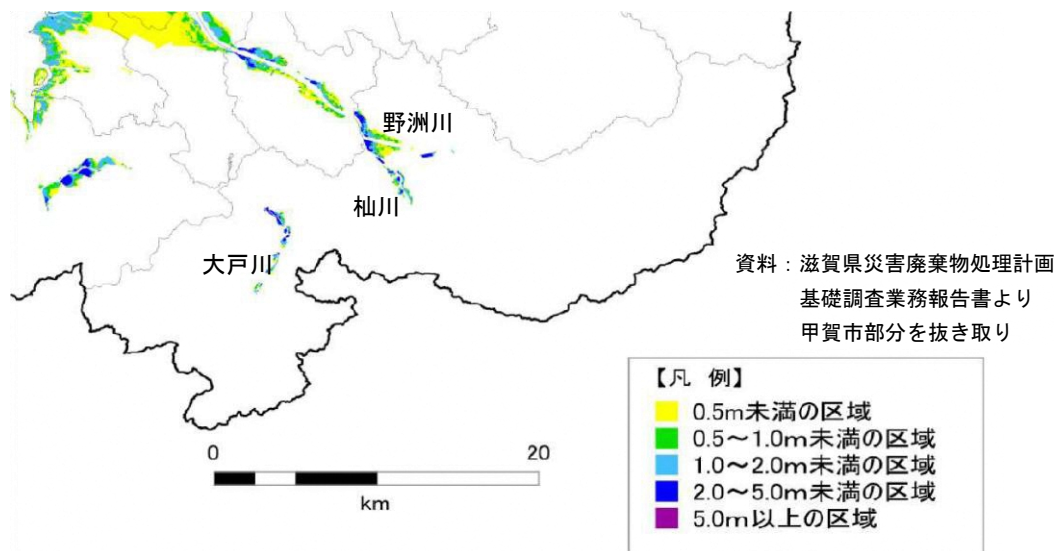 野洲川
杣川
大戸川
資料：滋賀県災害廃棄物処理計画
基礎調査業務報告書より
甲賀市部分を抜き取り
【凡 例】
0.5m未満の区域
0.5～1.0m未満の区域
1.0～2.0m未満の区域
2.0～5.0m未満の区域
5.0m以上の区域
0 20
km